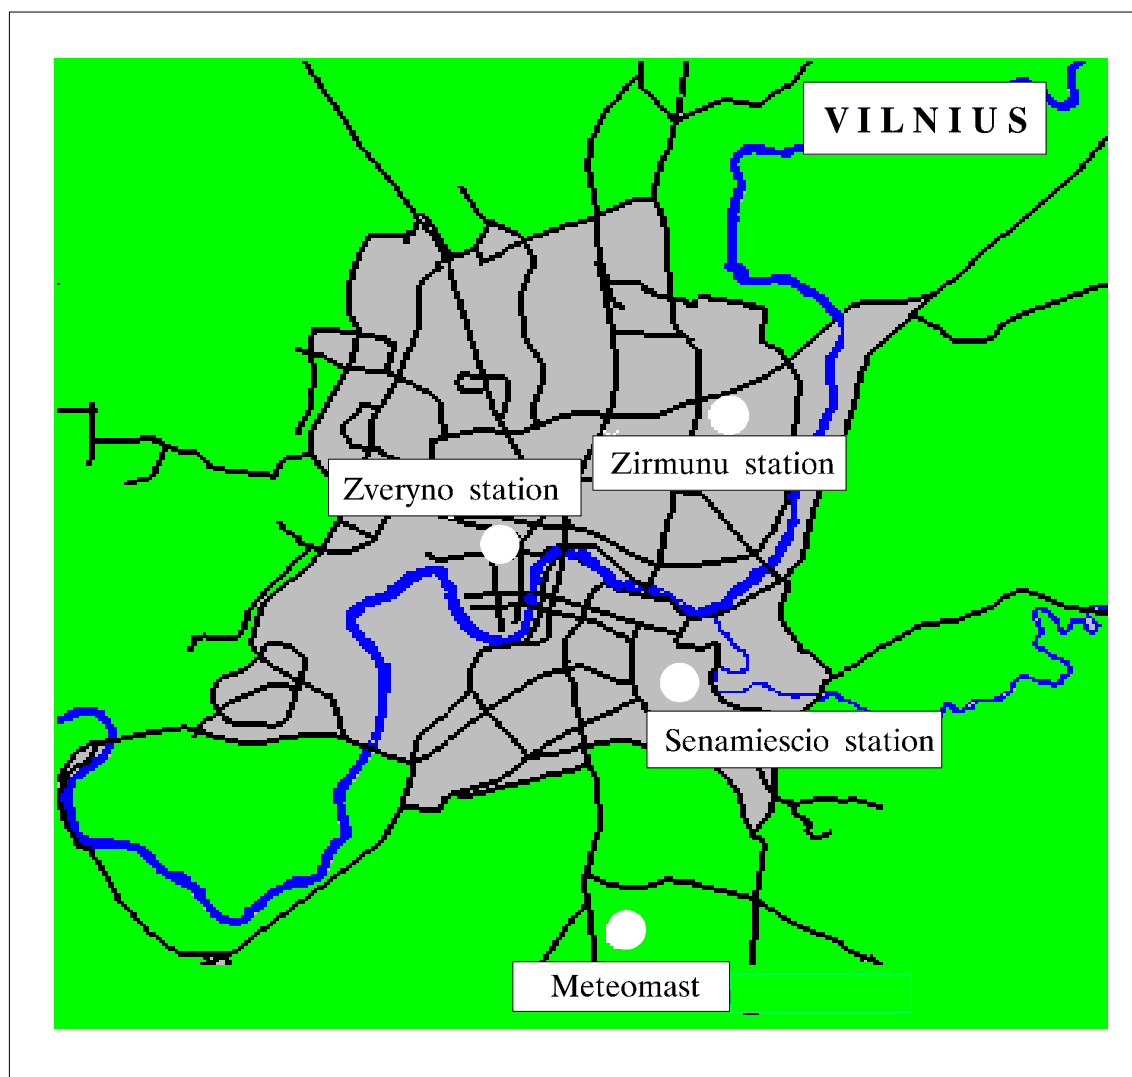 VILNIUS
Zirmunu station
Zveryno station
Senamiescio station
Meteomast